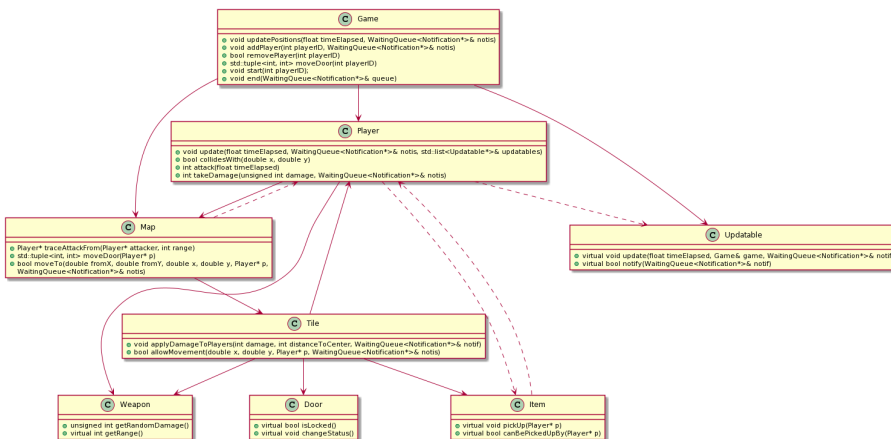 C Game
void updatePositions(float timeElapsed, WaitingQueue<Notification*>& notis)
void addPlayer(int playerID, WaitingQueue<Notification*>& notis)
bool removePlayer(int playerID)
std::tuple<int, int> moveDoor(int playerID)
void start(int playerID);
void end(WaitingQueue<Notification*>& queue)
C Player
void update(float timeElapsed, WaitingQueue<Notification*>& notis, std::list<Updatable*>& updatables)
bool collidesWith(double x, double y)
int attack(float timeElapsed)
int takeDamage(unsigned int damage, WaitingQueue<Notification*>& notis)
C Map
Player* traceAttackFrom(Player* attacker, int range)
std::tuple<int, int> moveDoor(Player* p)
bool moveTo(double fromX, double fromY, double x, double y, Player* p,
WaitingQueue<Notification*>& notis)
C Updatable
virtual void update(float timeElapsed, Game& game, WaitingQueue<Notification*>& notif
virtual bool notify(WaitingQueue<Notification*>& notif)
C Tile
void applyDamageToPlayers(int damage, int distanceToCenter, WaitingQueue<Notification*>& notif)
bool allowMovement(double x, double y, Player* p, WaitingQueue<Notification*>& notis)
C Weapon
unsigned int getRandomDamage()
virtual int getRange()
C Door
virtual bool isLocked()
virtual void changeStatus()
C Item
virtual void pickUp(Player* p)
virtual bool canBePickedUpBy(Player* p)